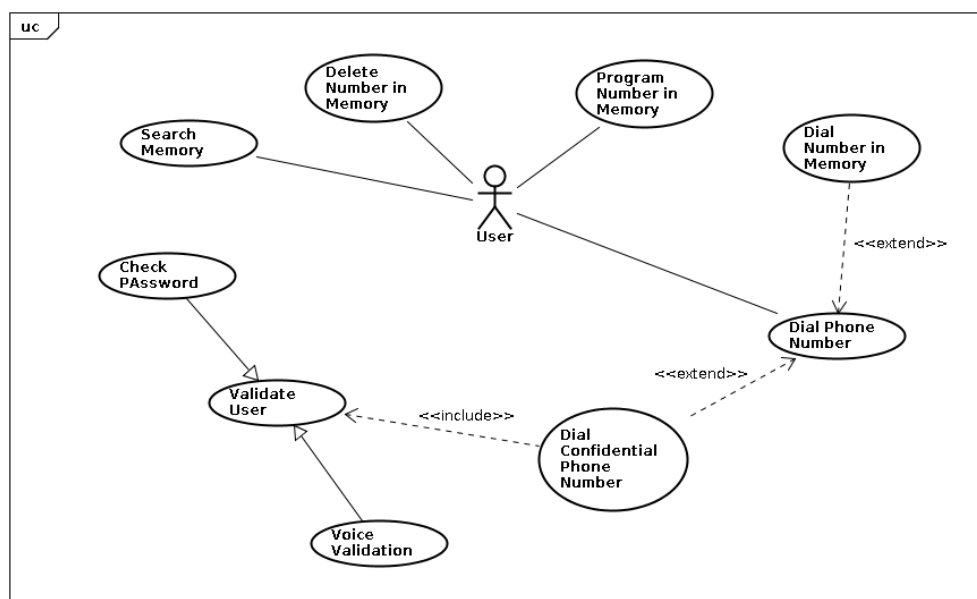 uc
Delete
Number in
Memory
Program
Number in
Memory
Search
Memory
Dial
Number in
Memory
User
<<extend>>
Check
PAssword
Dial Phone
Number
<<extend>>
Validate
User
<<include>>
Dial
Confidential
Phone
Number
Voice
Validation